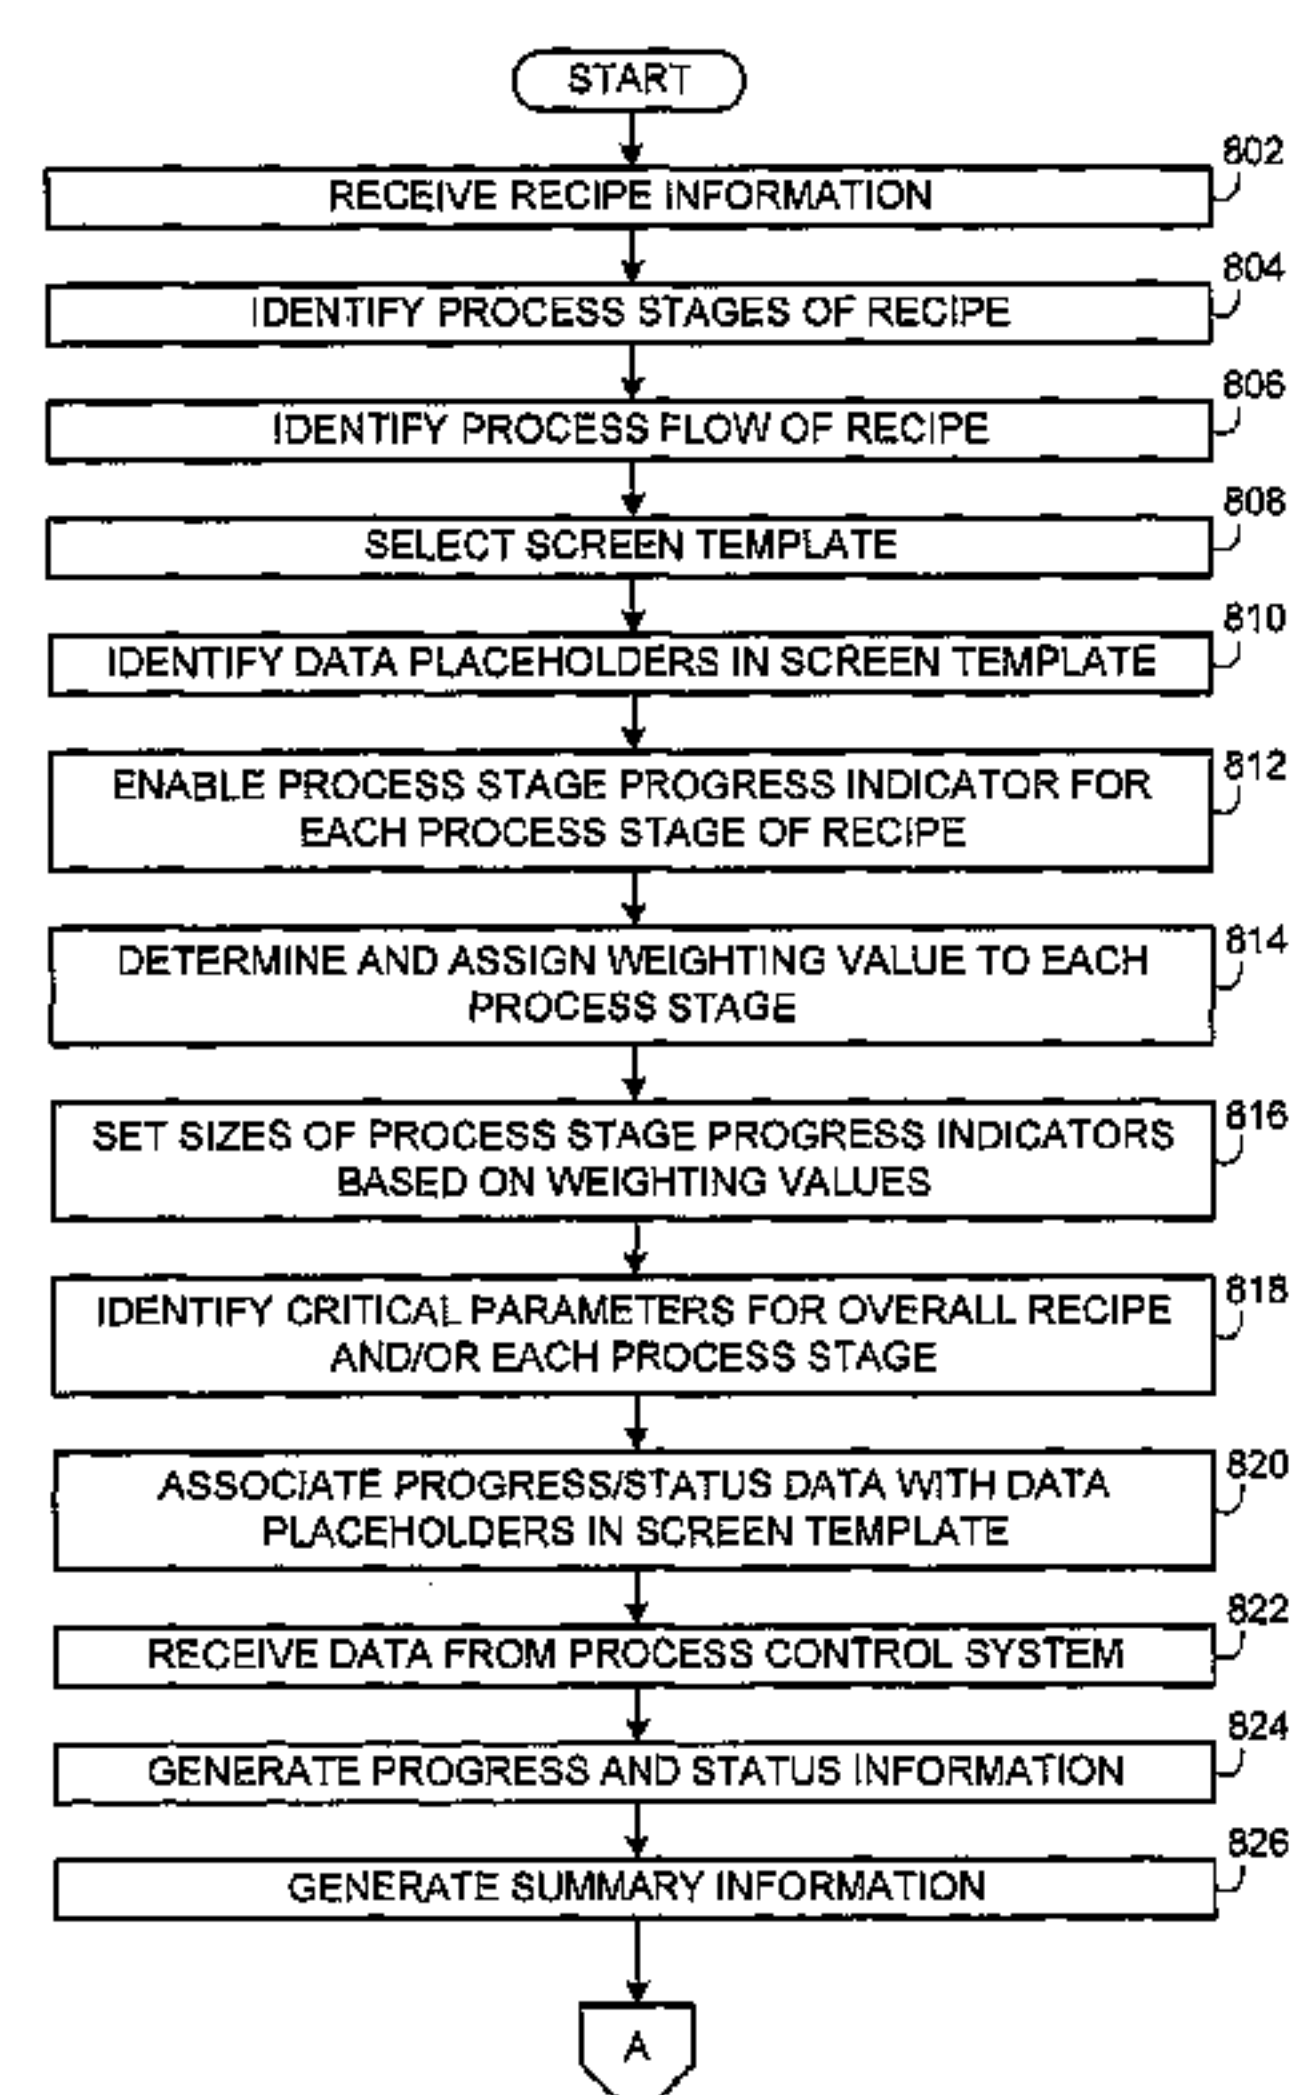 START
802
RECEIVE RECIPE INFORMATION
804
IDENTIFY PROCESS STAGES OF RECIPE
806
IDENTIFY PROCESS FLOW OF RECIPE
808
SELECT SCREEN TEMPLATE
810
IDENTIFY DATA PLACEHOLDERS IN SCREEN TEMPLATE
812
ENABLE PROCESS STAGE PROGRESS INDICATOR FOR
EACH PROCESS STAGE OF RECIPE
814
DETERMINE AND ASSIGN WEIGHTING VALUE TO EACH
PROCESS STAGE
816
SET SIZES OF PROCESS STAGE PROGRESS INDICATORS
BASED ON WEIGHTING VALUES
818
IDENTIFY CRITICAL PARAMETERS FOR OVERALL RECIPE
AND/OR EACH PROCESS STAGE
820
ASSOCIATE PROGRESS/STATUS DATA WITH DATA
PLACEHOLDERS IN SCREEN TEMPLATE
822
RECEIVE DATA FROM PROCESS CONTROL SYSTEM
824
GENERATE PROGRESS AND STATUS INFORMATION
826
GENERATE SUMMARY INFORMATION
A